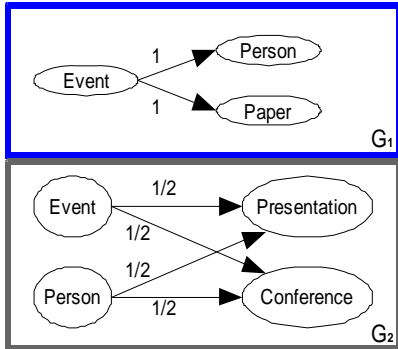 1
Person
Event
1
Paper
G1
1/2
Event
Presentation
1/2
1/2
Person
Conference
1/2
G2